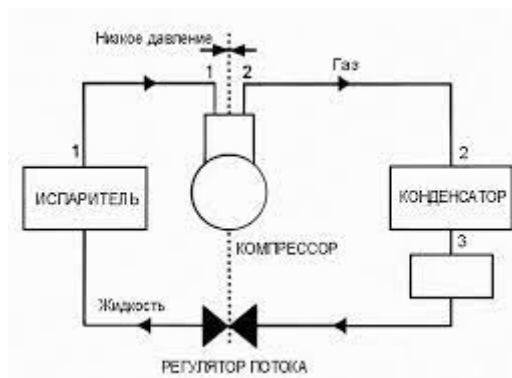 Низкое давление
1 2
Газ
1
2
ИСПАРИТЕЛЬ
КОНДЕНСАТОР
3
КОМПРЕССОР
Жидкость
РЕГУЛЯТОР ПОТОКА